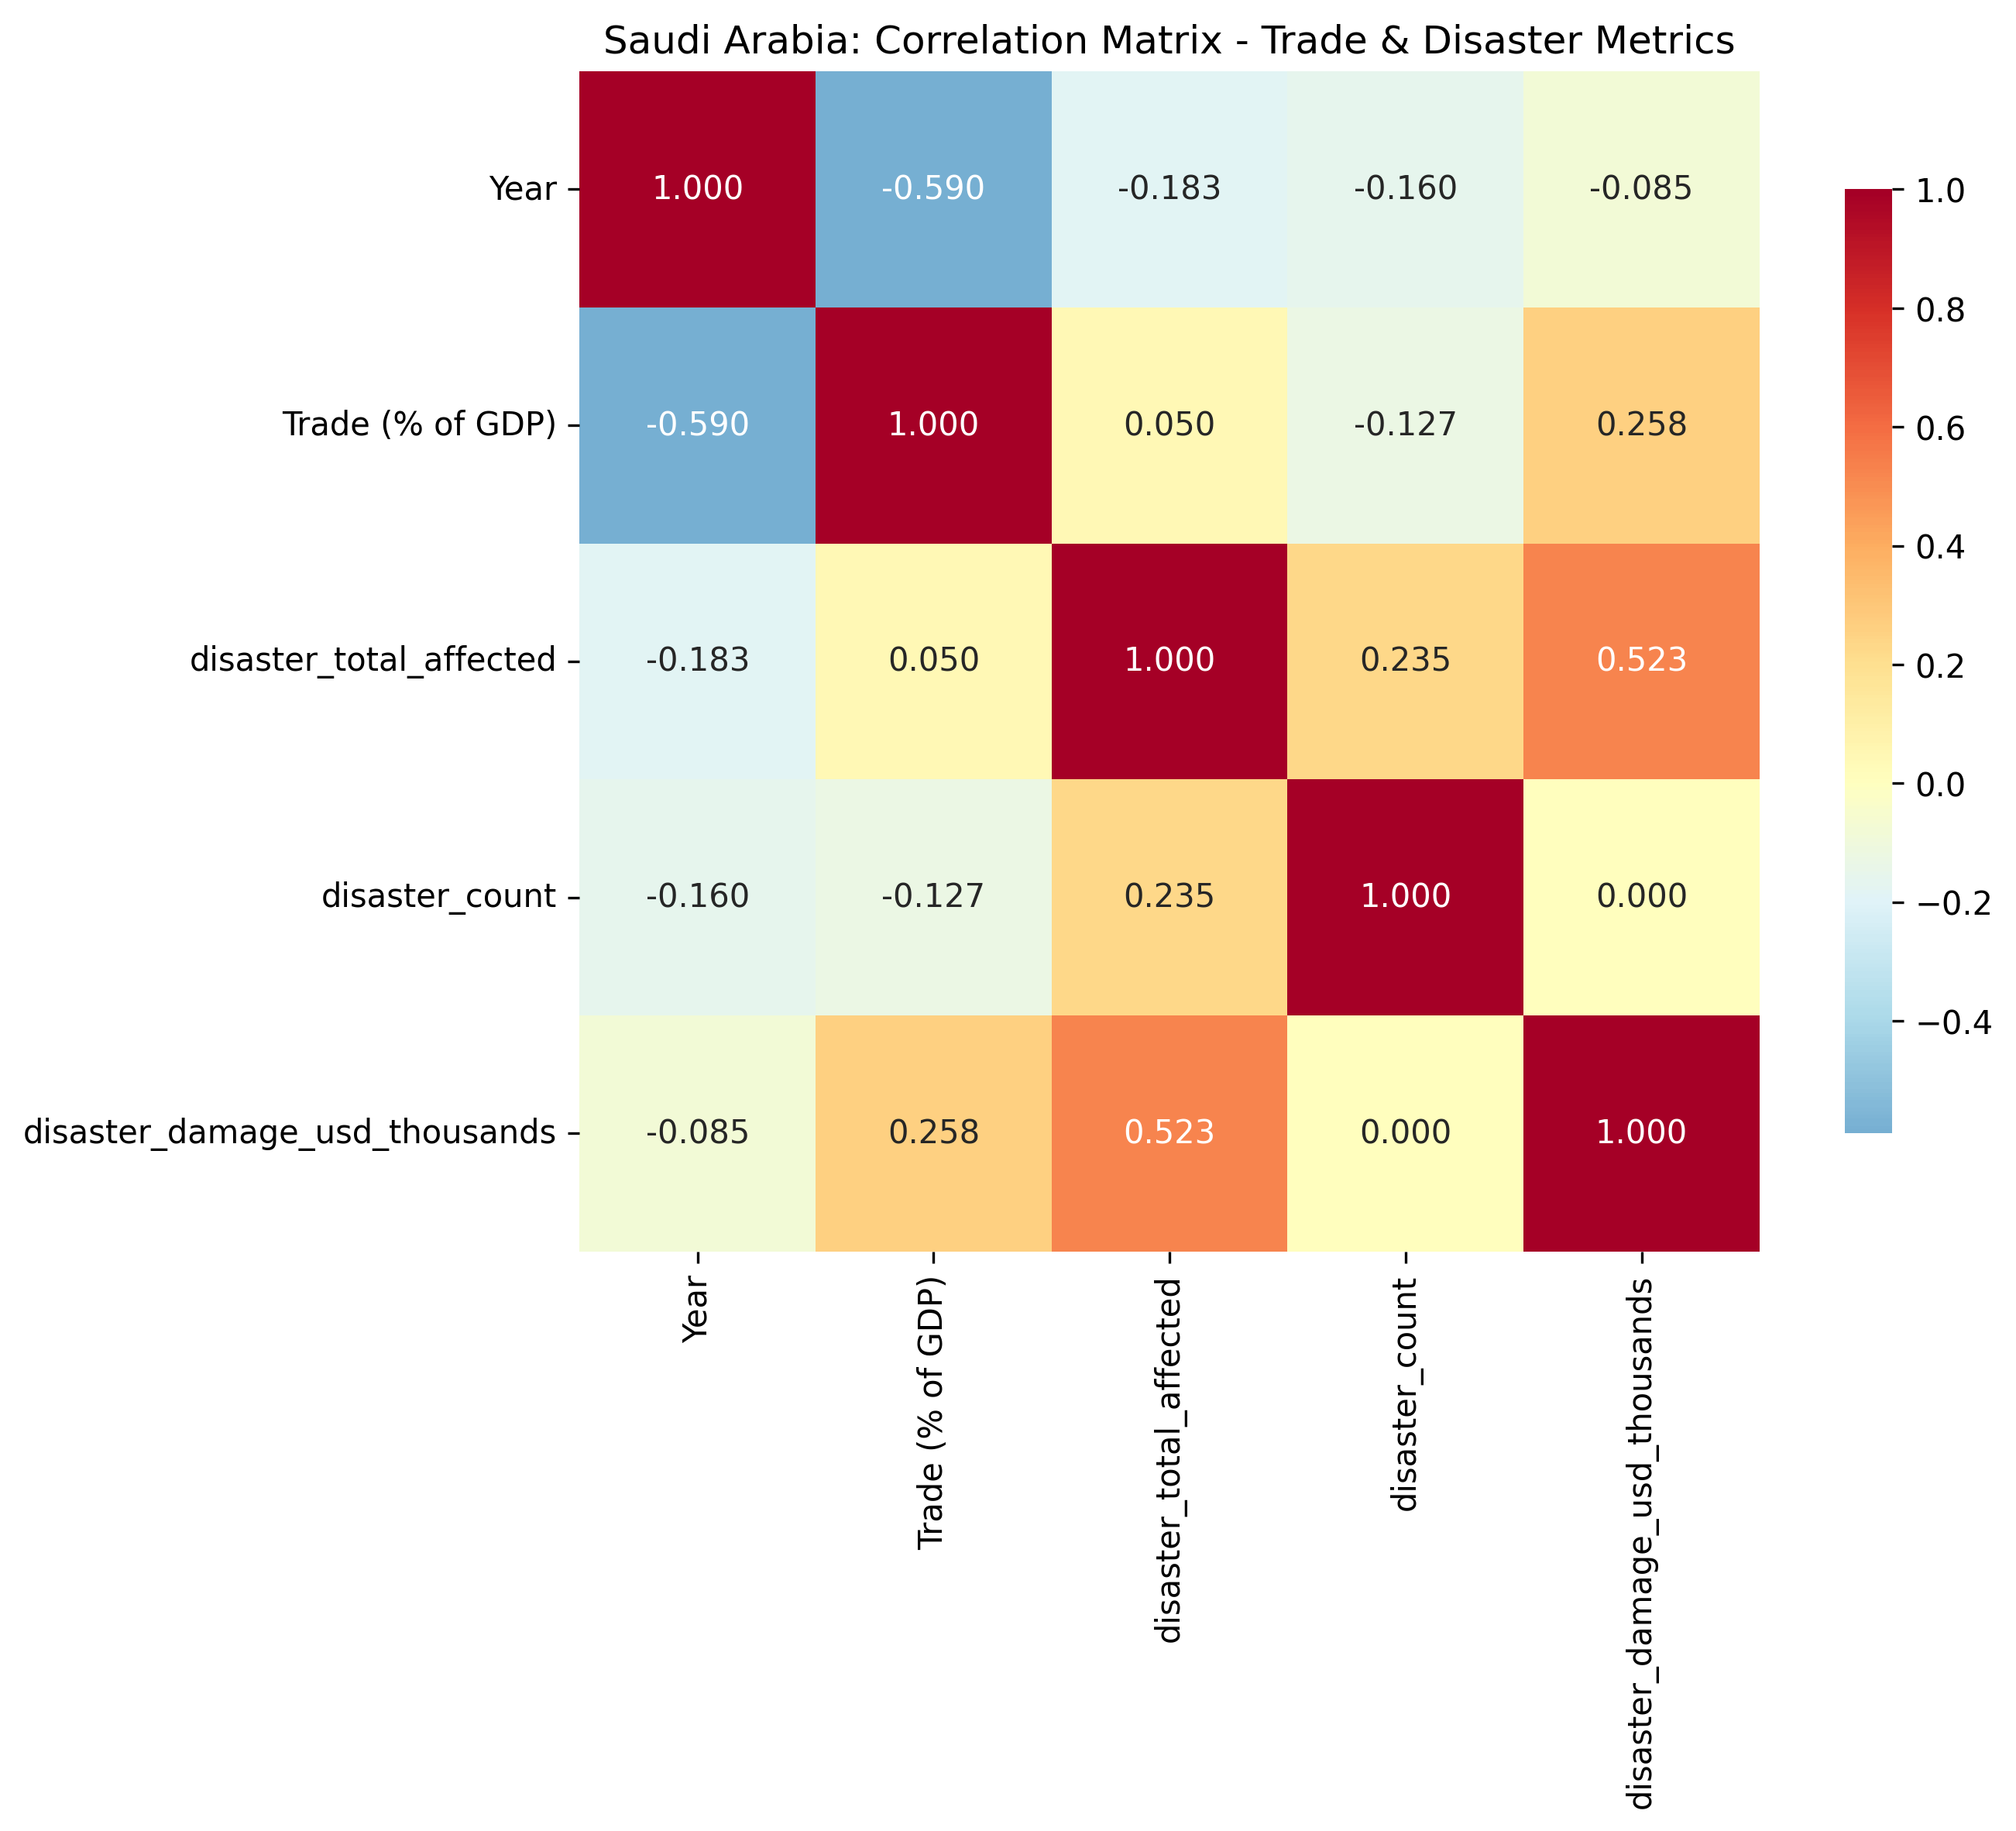 Saudi Arabia: Correlation Matrix - Trade & Disaster Metrics
Year 1.000 -0.590 -0.183 -0.160 -0.085
Trade (% of GDP) -0.590 1.000 0.050 -0.127 0.258
disaster_total_affected -0.183 0.050 1.000 0.235 0.523
disaster_count -0.160 -0.127 0.235 1.000 0.000
disaster_damage_usd_thousands -0.085 0.258 0.523 0.000 1.000
Year
Trade (% of GDP)
disaster_total_affected
disaster_count
disaster_damage_usd_thousands
1.0
0.8
0.6
0.4
0.2
0.0
−0.2
−0.4